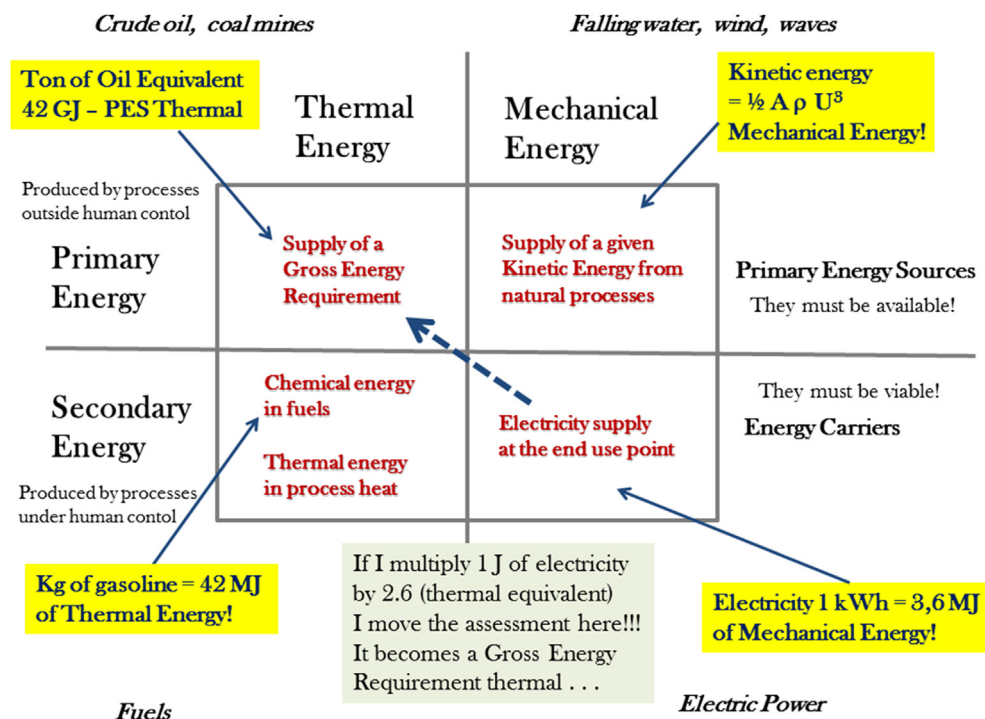 Crude oil, coal mines
Falling water, wind, waves
Ton of Oil Equivalent
42 GJ – PES Thermal
Thermal
Energy
Mechanical
Energy
Kinetic energy
= ½ A ρ U³
Mechanical Energy!
Produced by processes
outside human contol
Primary
Energy
Supply of a
Gross Energy
Requirement
Supply of a given
Kinetic Energy from
natural processes
Primary Energy Sources
They must be available!
Secondary
Energy
Produced by processes
under human contol
Chemical energy
in fuels
Thermal energy
in process heat
Electricity supply
at the end use point
They must be viable!
Energy Carriers
Kg of gasoline = 42 MJ
of Thermal Energy!
If I multiply 1 J of electricity
by 2.6 (thermal equivalent)
I move the assessment here!!!
It becomes a Gross Energy
Requirement thermal . . .
Electricity 1 kWh = 3,6 MJ
of Mechanical Energy!
Fuels
Electric Power